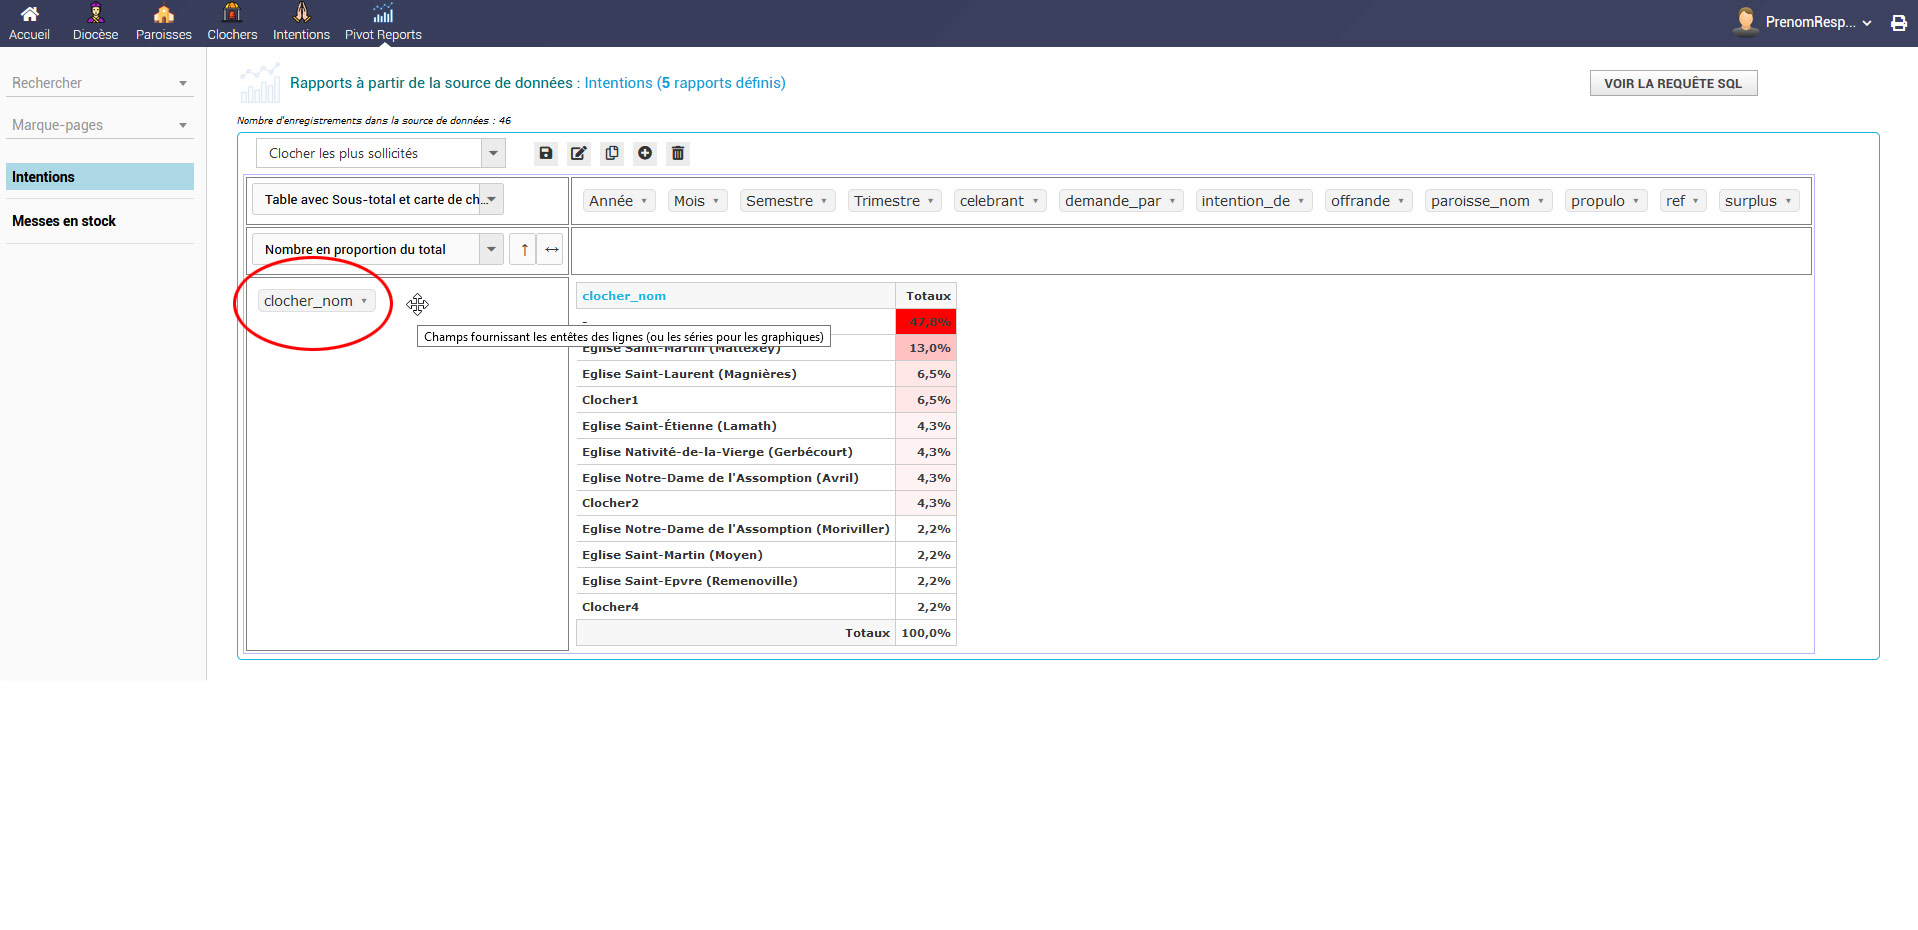 Accueil Diocèse Paroisses Clochers Intentions Pivot Reports PrenomResp...
Rechercher
Marque-pages
Intentions
Messes en stock
Rapports à partir de la source de données : Intentions (5 rapports définis)
VOIR LA REQUÊTE SQL
Nombre d'enregistrements dans la source de données : 46
Clocher les plus sollicités
Table avec Sous-total et carte de ch...
Année Mois Semestre Trimestre celebrant demande_par intention_de offrande paroisse_nom propulo ref surplus
Nombre en proportion du total
clocher_nom
Champs fournissant les entêtes des lignes (ou les séries pour les graphiques)
clocher_nom Totaux
- 47,8%
Eglise Saint-Martin (Mattexey) 13,0%
Eglise Saint-Laurent (Magnières) 6,5%
Clocher1 6,5%
Eglise Saint-Étienne (Lamath) 4,3%
Eglise Nativité-de-la-Vierge (Gerbécourt) 4,3%
Eglise Notre-Dame de l'Assomption (Avril) 4,3%
Clocher2 4,3%
Eglise Notre-Dame de l'Assomption (Moriviller) 2,2%
Eglise Saint-Martin (Moyen) 2,2%
Eglise Saint-Epvre (Remenoville) 2,2%
Clocher4 2,2%
Totaux 100,0%